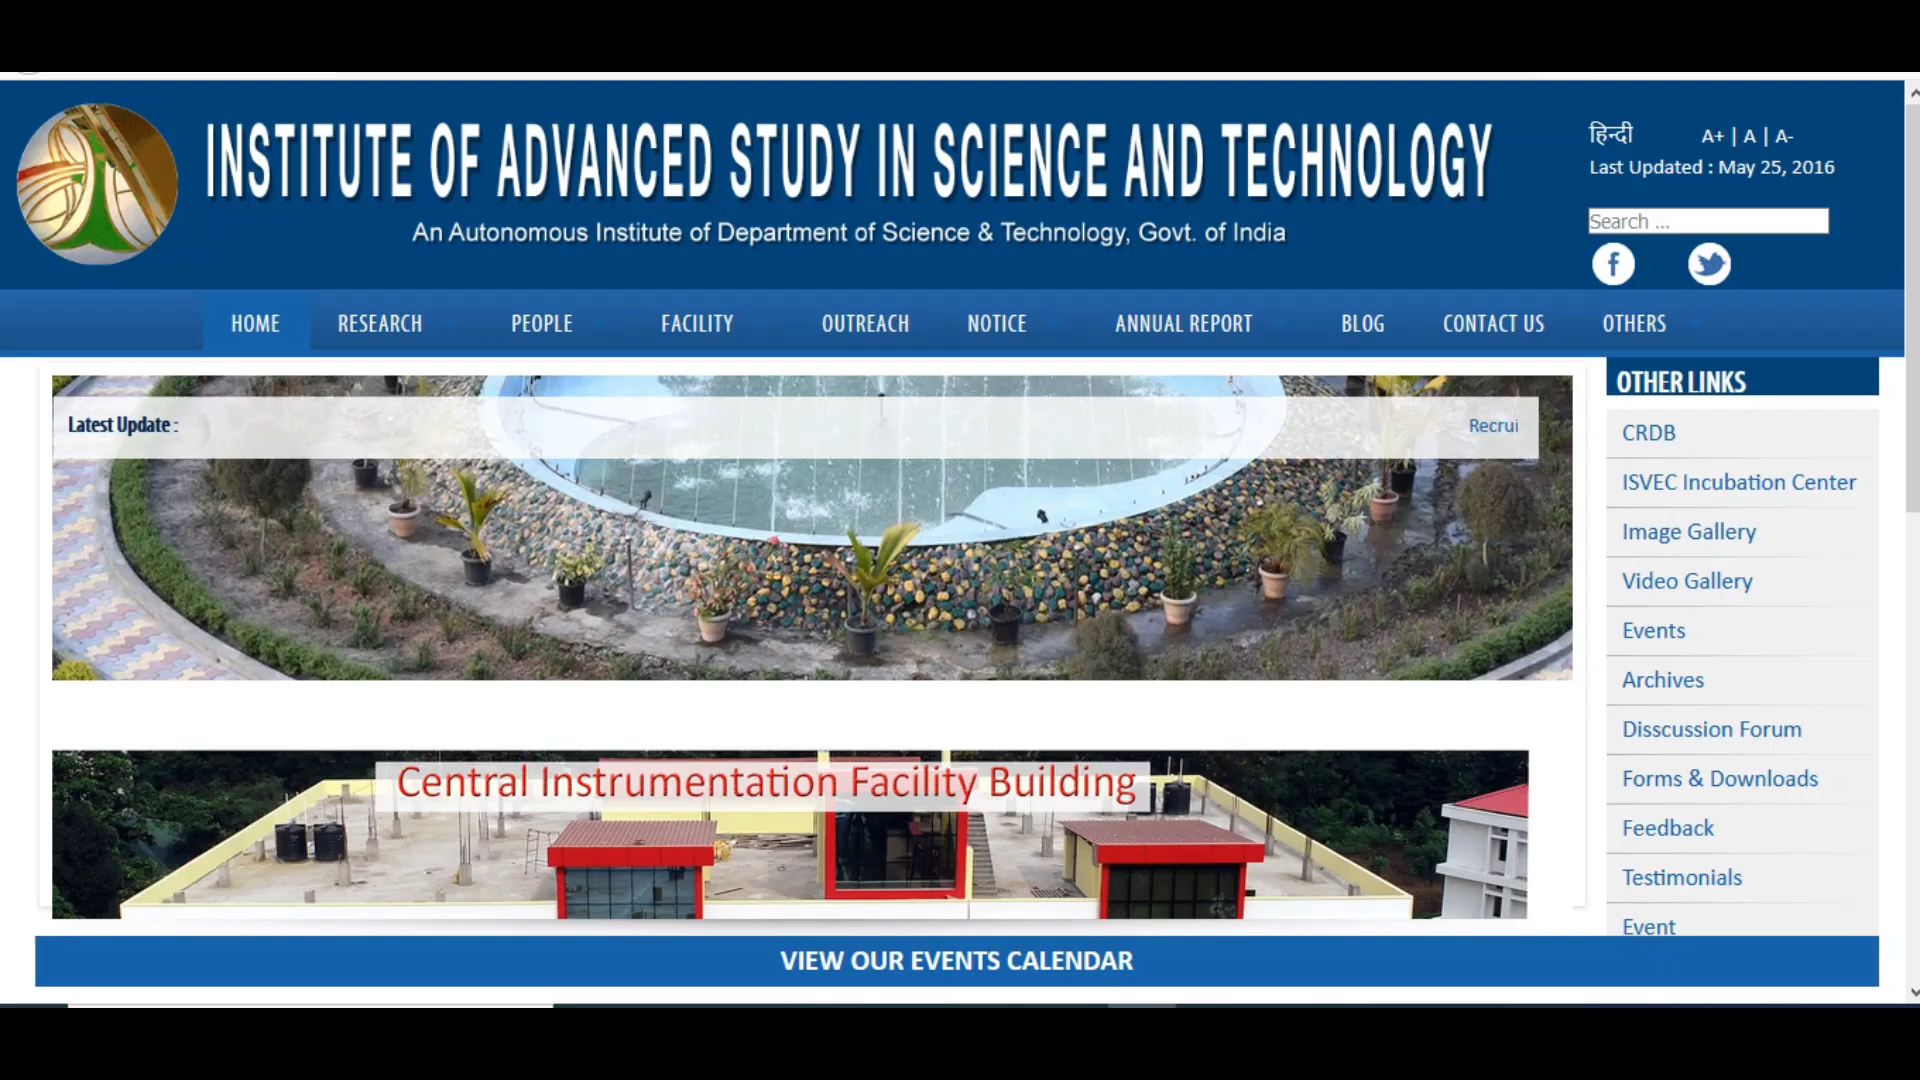 INSTITUTE OF ADVANCED STUDY IN SCIENCE AND TECHNOLOGY
An Autonomous Institute of Department of Science & Technology, Govt. of India
हिन्दी A+ | A | A-
Last Updated : May 25, 2016
Search ...
HOME RESEARCH PEOPLE FACILITY OUTREACH NOTICE ANNUAL REPORT BLOG CONTACT US OTHERS
Latest Update : Recrui
Central Instrumentation Facility Building
OTHER LINKS
CRDB
ISVEC Incubation Center
Image Gallery
Video Gallery
Events
Archives
Disscussion Forum
Forms & Downloads
Feedback
Testimonials
Event
VIEW OUR EVENTS CALENDAR